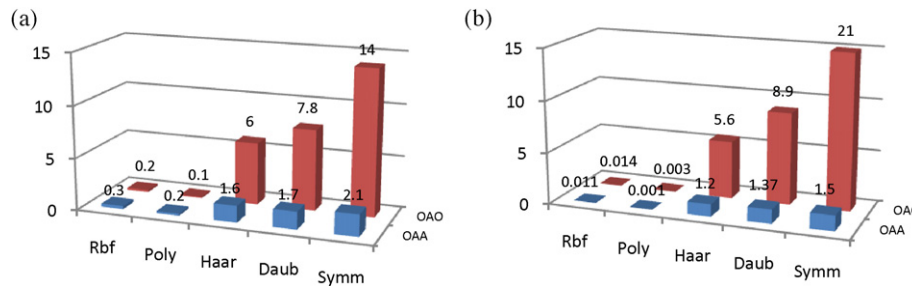 (a)
15
10
5
0
0.3
0.2
0.2
0.1
1.6
6
1.7
7.8
2.1
14
Rbf
Poly
Haar
Daub
Symm
OAO
OAA
(b)
15
10
5
0
0.011
0.014
0.001
0.003
1.2
5.6
1.37
8.9
1.5
21
Rbf
Poly
Haar
Daub
Symm
OA
OAA